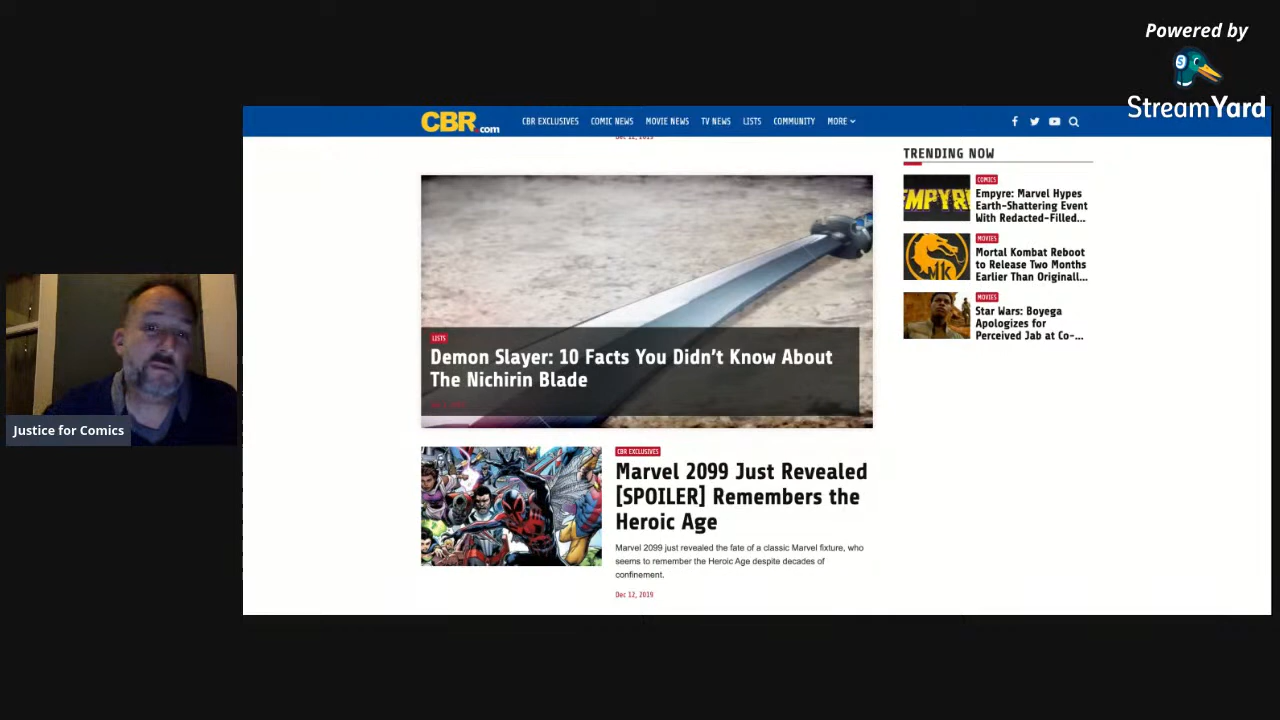 Powered by
StreamYard
CBR.com
CBR EXCLUSIVES
COMIC NEWS
MOVIE NEWS
TV NEWS
LISTS
COMMUNITY
MORE
TRENDING NOW
EMPYR
COMICS
Empyre: Marvel Hypes
Earth-Shattering Event
With Redacted-Filled...
MOVIES
Mortal Kombat Reboot
to Release Two Months
Earlier Than Originall...
MOVIES
Star Wars: Boyega
Apologizes for
Perceived Jab at Co-...
LISTS
Demon Slayer: 10 Facts You Didn't Know About
The Nichirin Blade
CBR EXCLUSIVES
Marvel 2099 Just Revealed
[SPOILER] Remembers the
Heroic Age
Marvel 2099 just revealed the fate of a classic Marvel fixture, who
seems to remember the Heroic Age despite decades of
confinement.
Dec 12, 2019
Justice for Comics